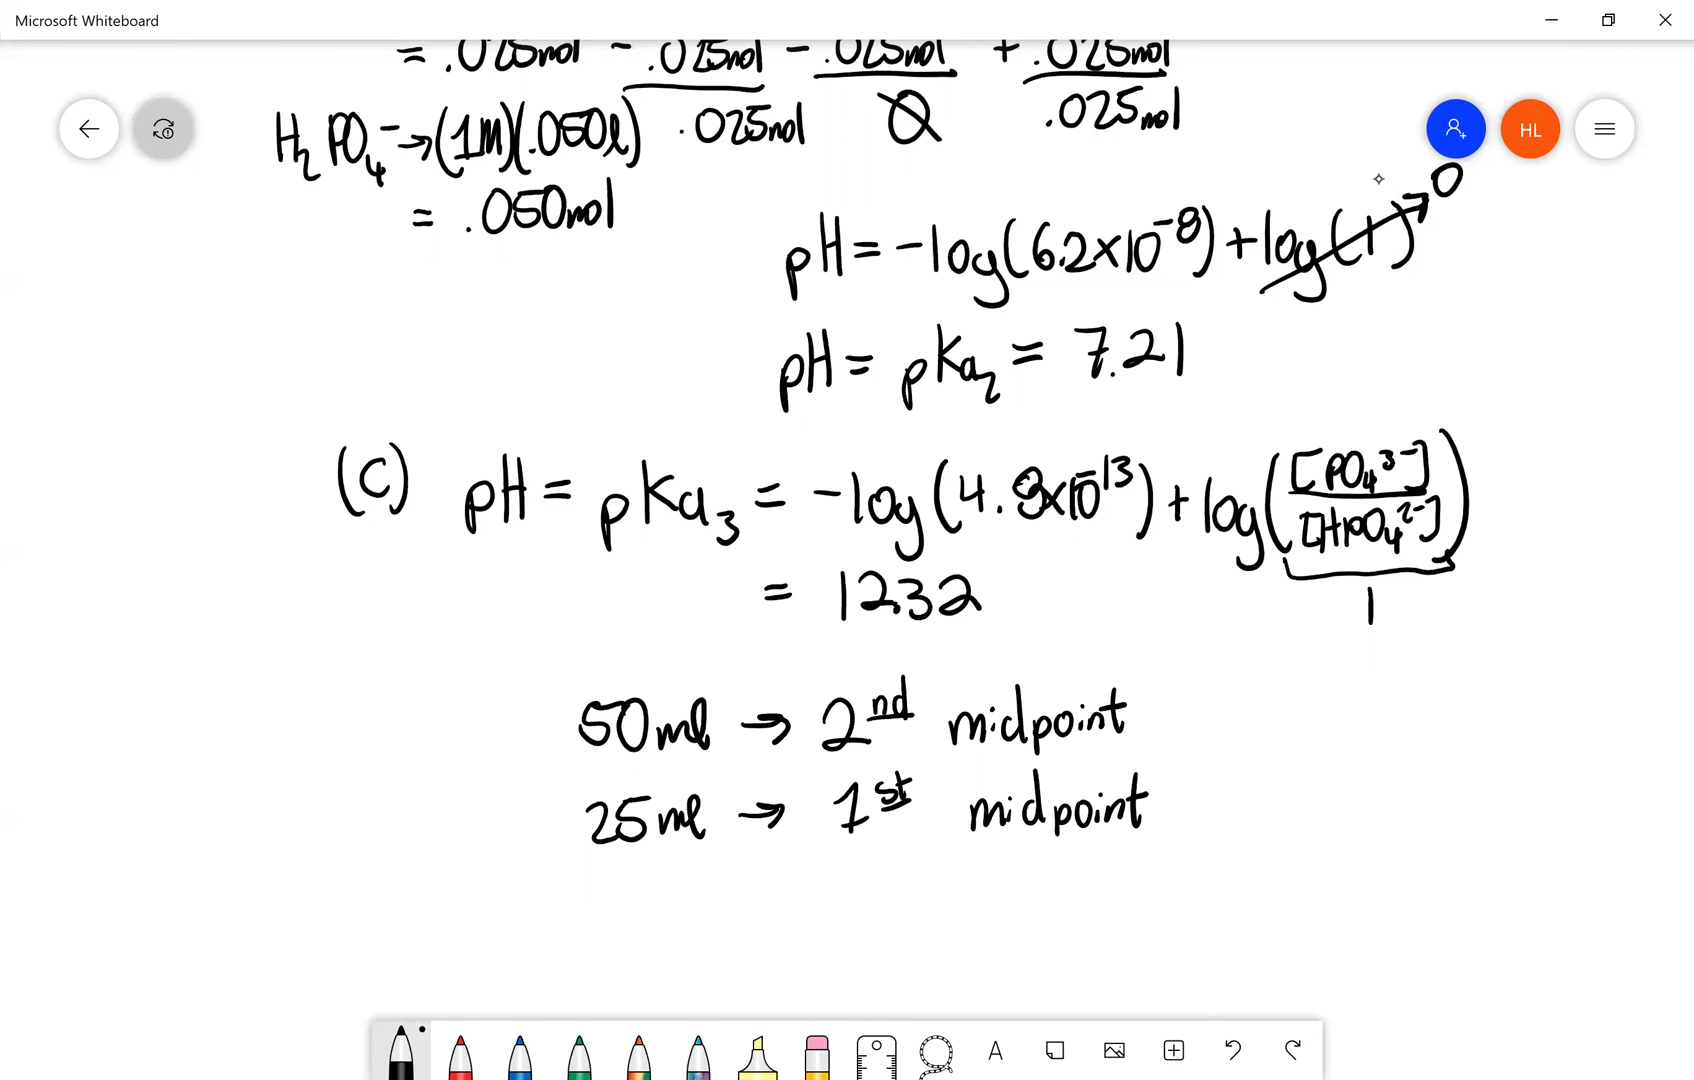 Microsoft Whiteboard
= .025mol - .025mol - .025mol + .025mol
H₂PO₄⁻ → (1M)(.050l) .025mol 0 .025mol
= .050mol
HL
0
pH = -log(6.2×10⁻⁸) + log(1)
pH = pKa₂ = 7.21
(C) pH = pKa₃ = -log(4.8×10⁻¹³) + log([PO₄³⁻]/[HPO₄²⁻])
= 12.32
1
50ml → 2nd midpoint
25ml → 1st midpoint
A